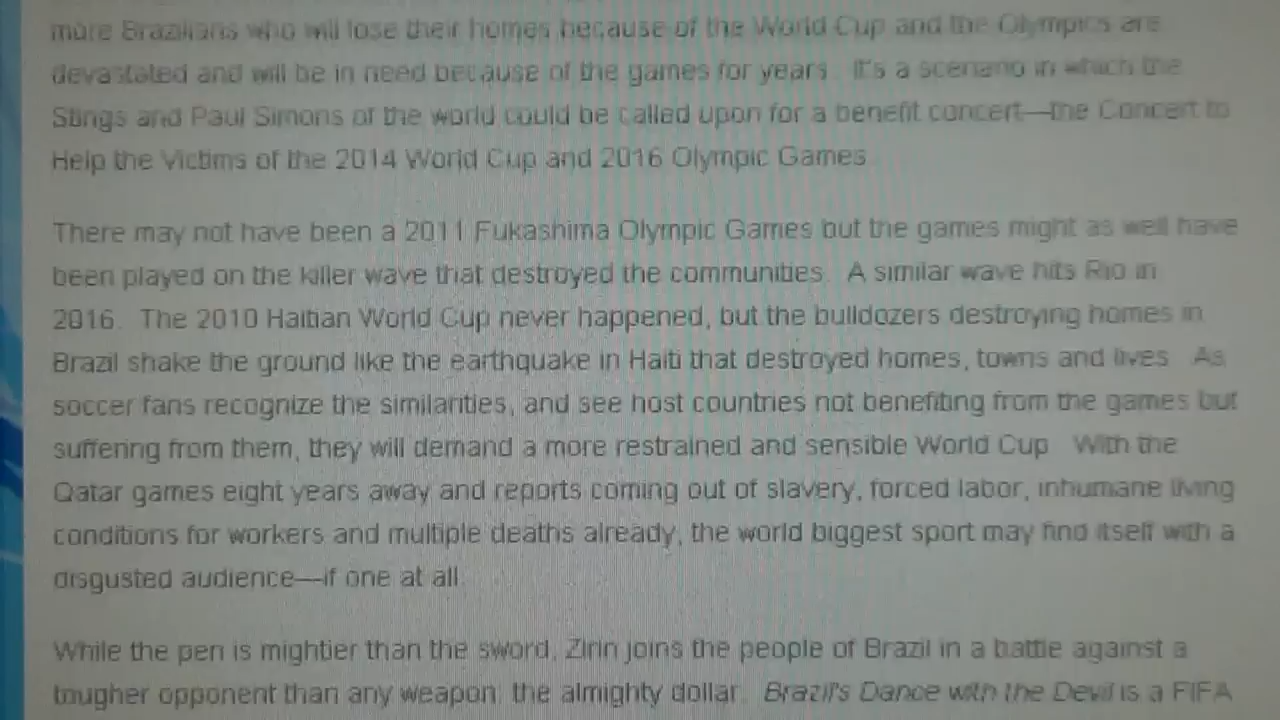 more Brazilians who will lose their homes because of the World Cup and the Olympics are
devastated and will be in need because of the games for years. It's a scenario in which the
Stings and Paul Simons of the world could be called upon for a benefit concert—the Concert to
Help the Victims of the 2014 World Cup and 2016 Olympic Games.
There may not have been a 2011 Fukashima Olympic Games but the games might as well have
been played on the killer wave that destroyed the communities. A similar wave hits Rio in
2016. The 2010 Haitian World Cup never happened, but the bulldozers destroying homes in
Brazil shake the ground like the earthquake in Haiti that destroyed homes, towns and lives. As
soccer fans recognize the similarities, and see host countries not benefiting from the games but
suffering from them, they will demand a more restrained and sensible World Cup. With the
Qatar games eight years away and reports coming out of slavery, forced labor, inhumane living
conditions for workers and multiple deaths already, the world biggest sport may find itself with a
disgusted audience—if one at all.
While the pen is mightier than the sword, Zirin joins the people of Brazil in a battle against a
tougher opponent than any weapon: the almighty dollar. Brazil's Dance with the Devil is a FIFA